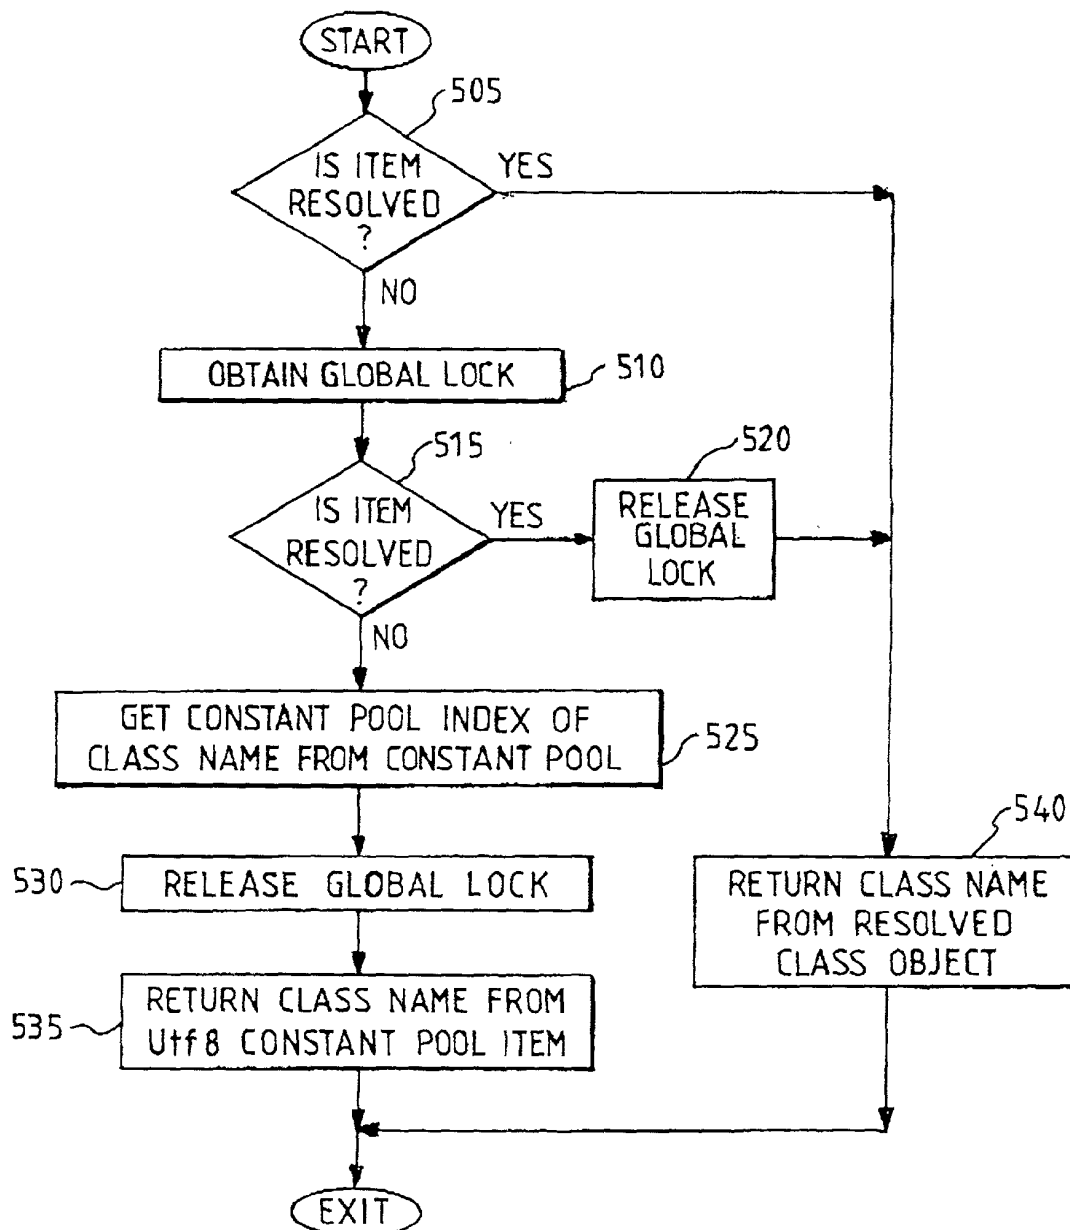 START
505
IS ITEM
RESOLVED
?
YES
NO
OBTAIN GLOBAL LOCK
510
515
IS ITEM
RESOLVED
?
YES
520
RELEASE
GLOBAL
LOCK
NO
GET CONSTANT POOL INDEX OF
CLASS NAME FROM CONSTANT POOL
525
530
RELEASE GLOBAL LOCK
540
RETURN CLASS NAME
FROM RESOLVED
CLASS OBJECT
535
RETURN CLASS NAME FROM
Utf8 CONSTANT POOL ITEM
EXIT